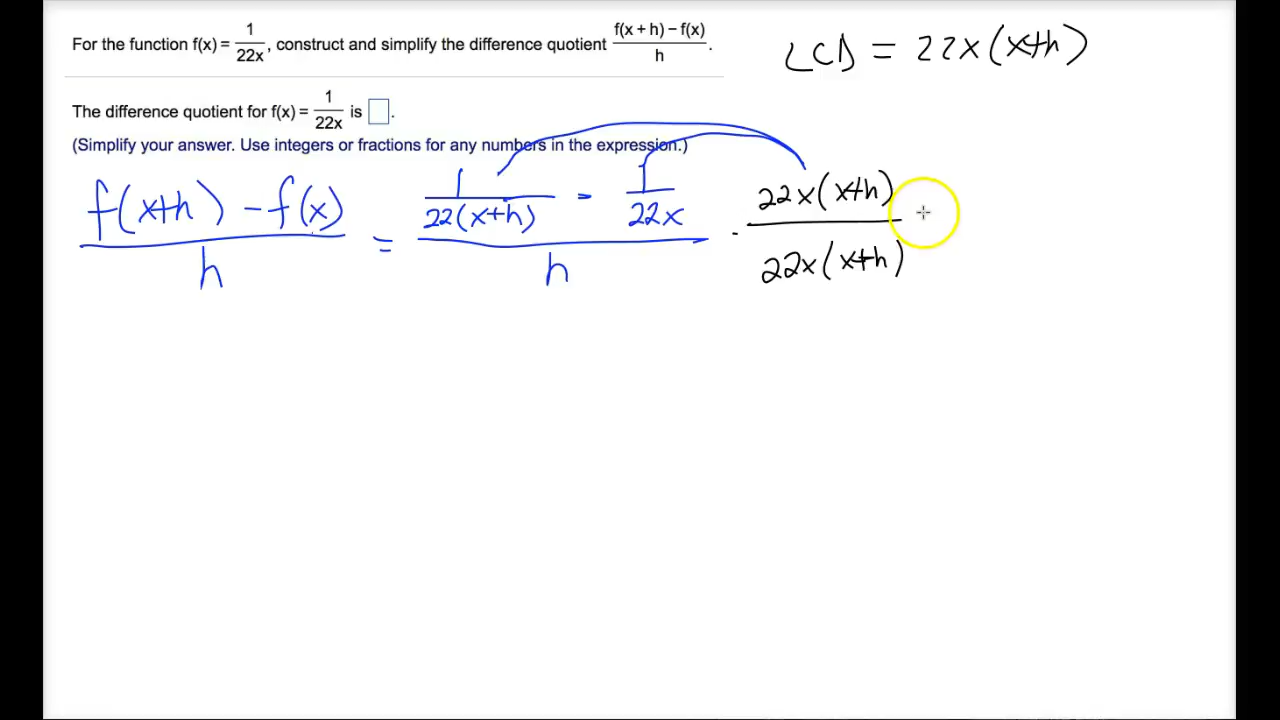 For the function f(x) = 1/22x, construct and simplify the difference quotient f(x + h) − f(x)/h.
LCD = 22x(x+h)
The difference quotient for f(x) = 1/22x is .
(Simplify your answer. Use integers or fractions for any numbers in the expression.)
f(x+h) - f(x)/h = 1/22(x+h) - 1/22x/h · 22x(x+h)/22x(x+h)